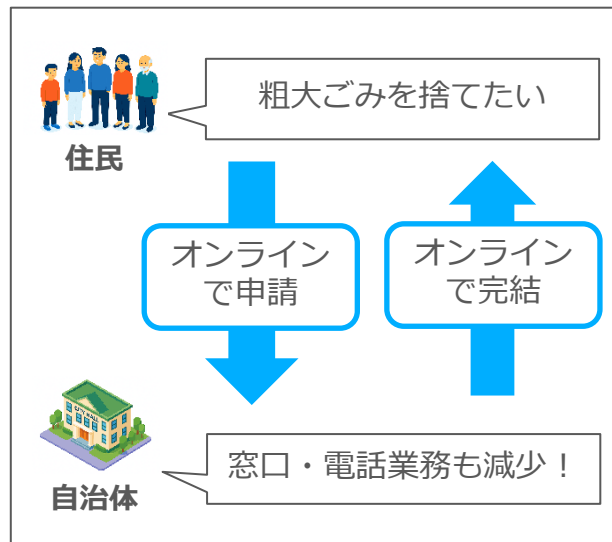 粗大ごみを捨てたい
住民
オンライン
で申請
オンライン
で完結
CITY HALL
窓口・電話業務も減少！
自治体